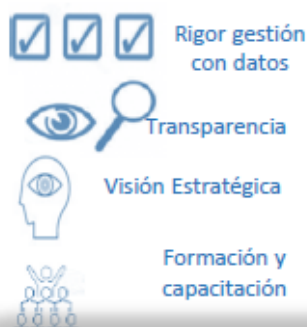 Rigor gestión
con datos
Transparencia
Visión Estratégica
Formación y
capacitación